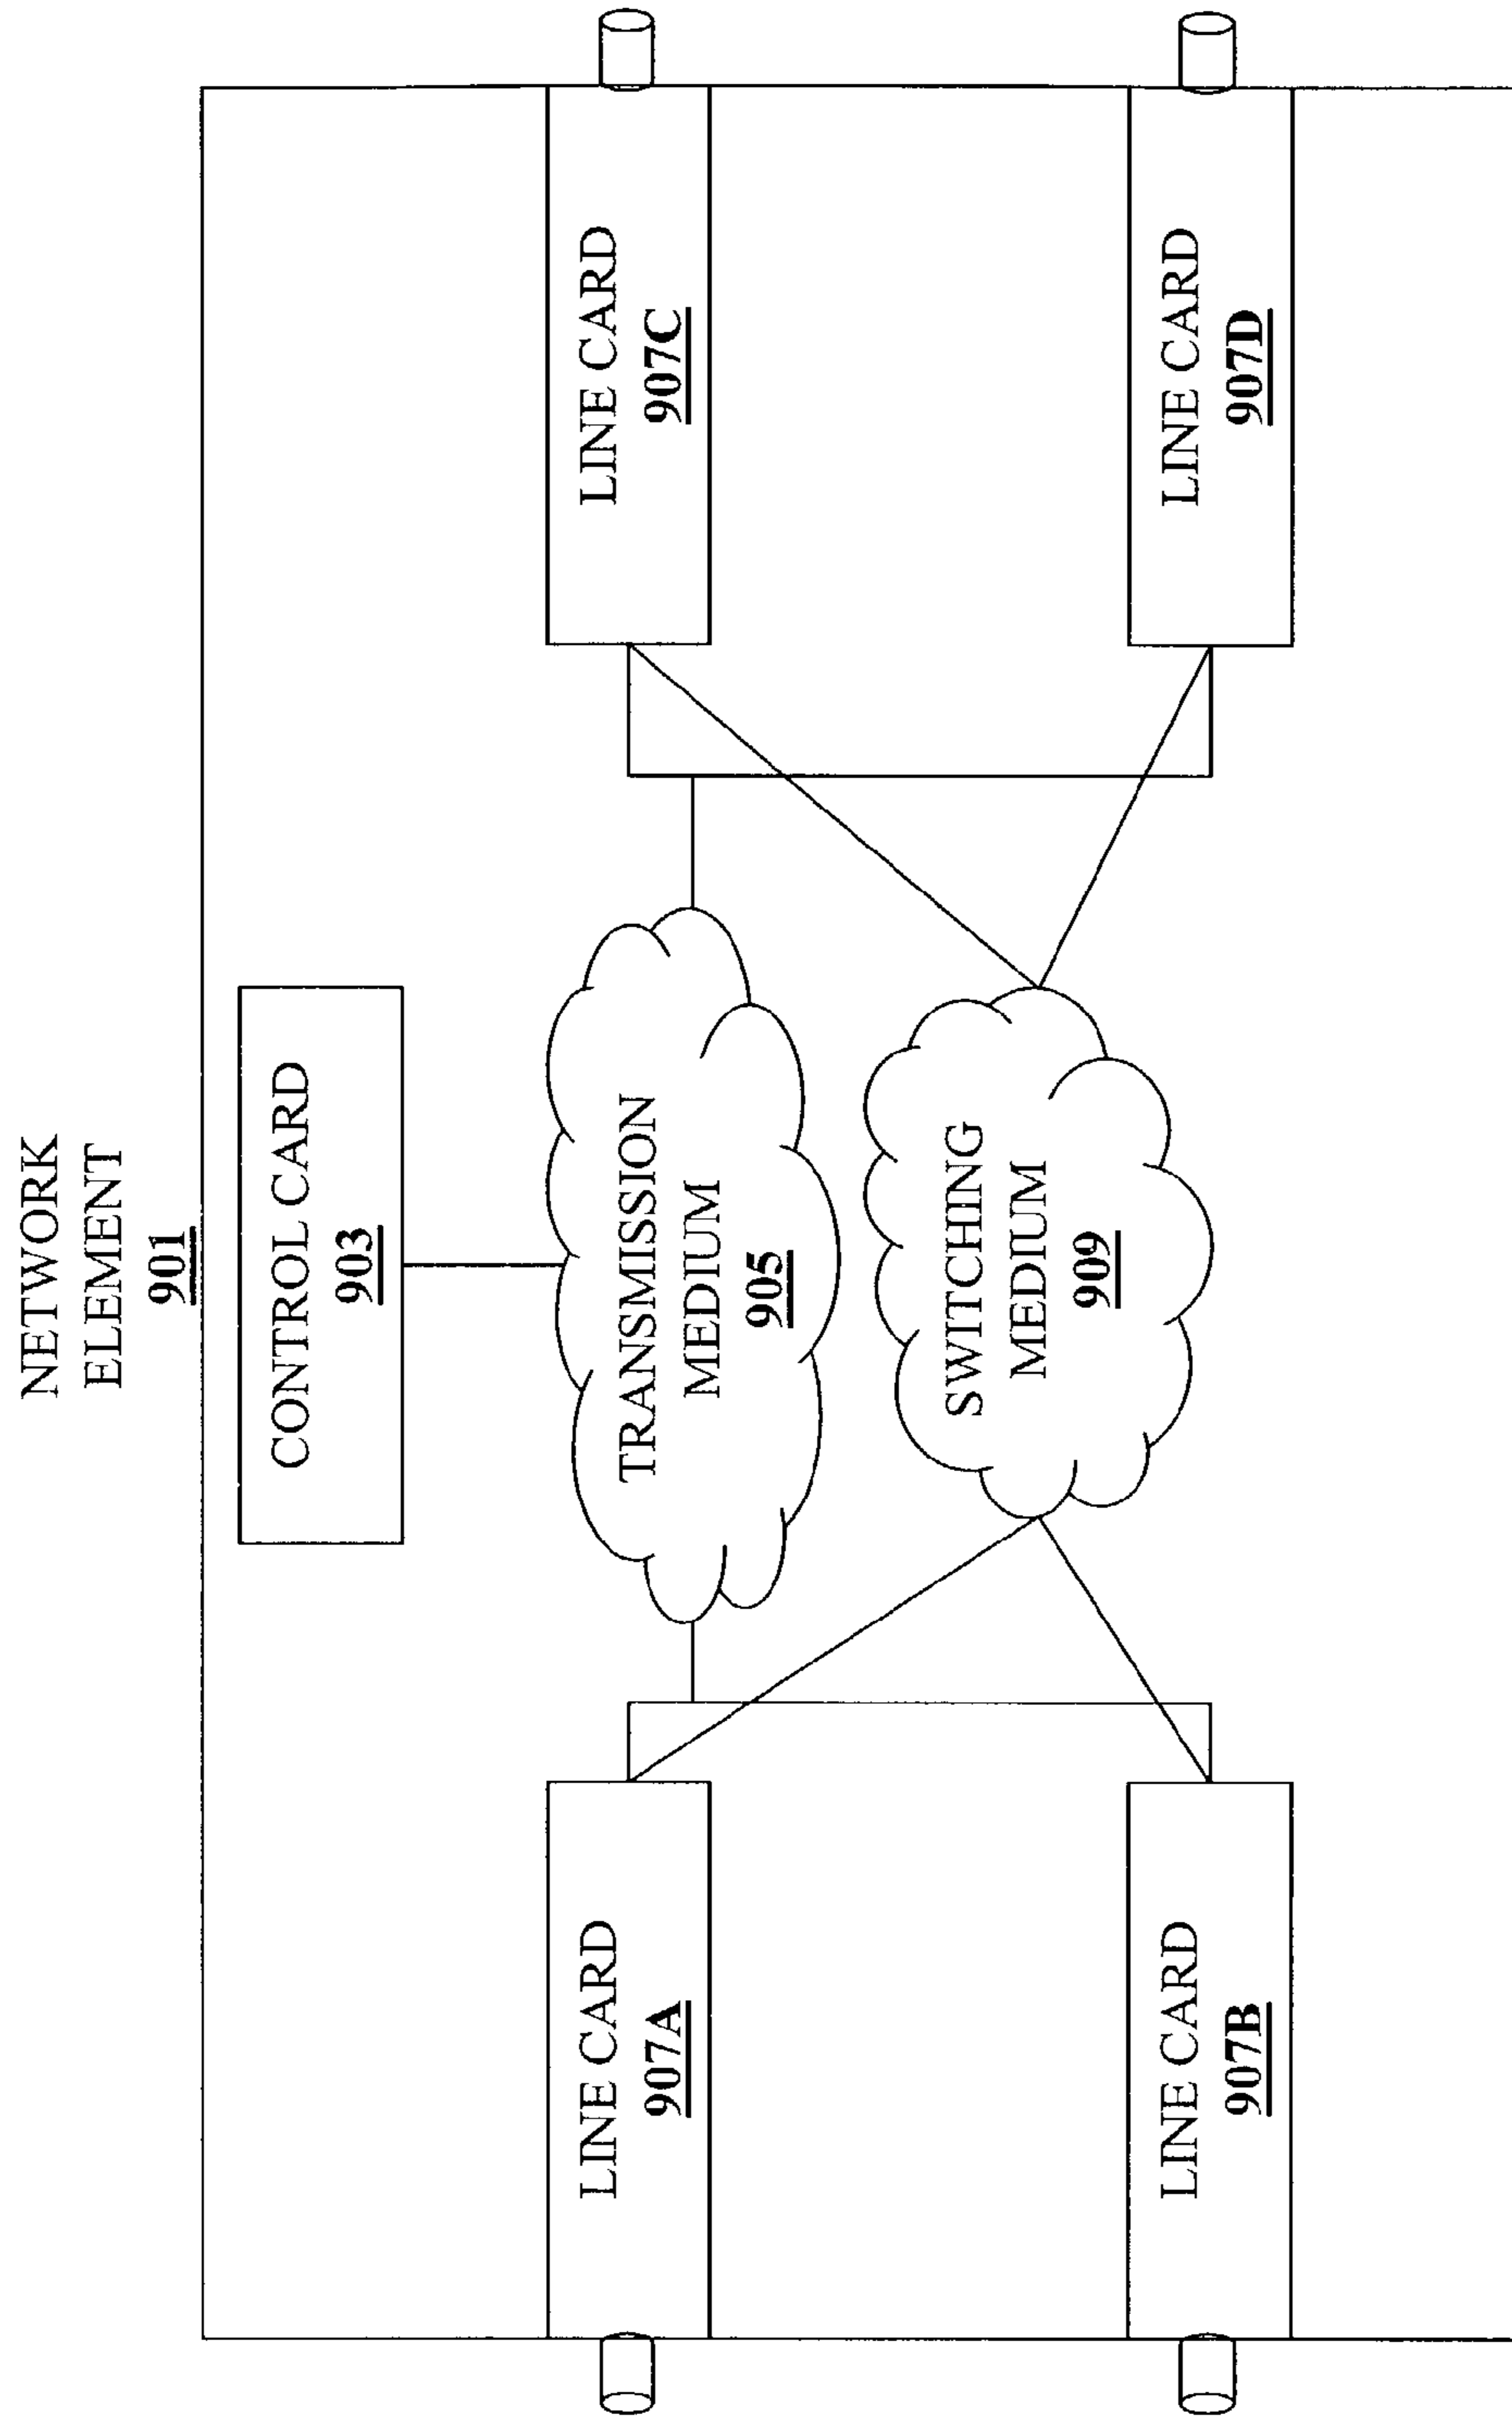 NETWORK
ELEMENT
901
CONTROL CARD
903
LINE CARD
907A
TRANSMISSION
MEDIUM
905
LINE CARD
907C
SWITCHING
MEDIUM
909
LINE CARD
907B
LINE CARD
907D